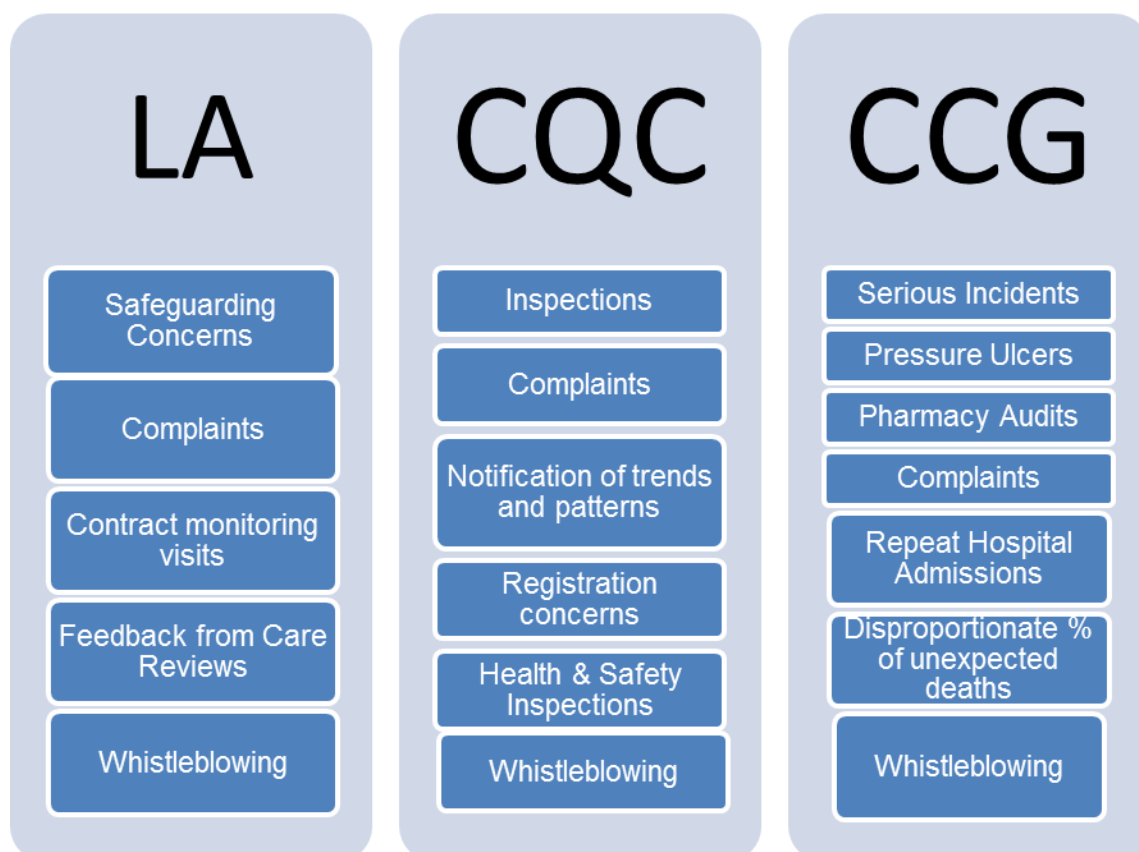 LA
Safeguarding
Concerns
Complaints
Contract monitoring
visits
Feedback from Care
Reviews
Whistleblowing
CQC
Inspections
Complaints
Notification of trends
and patterns
Registration
concerns
Health & Safety
Inspections
Whistleblowing
CCG
Serious Incidents
Pressure Ulcers
Pharmacy Audits
Complaints
Repeat Hospital
Admissions
Disproportionate %
of unexpected
deaths
Whistleblowing